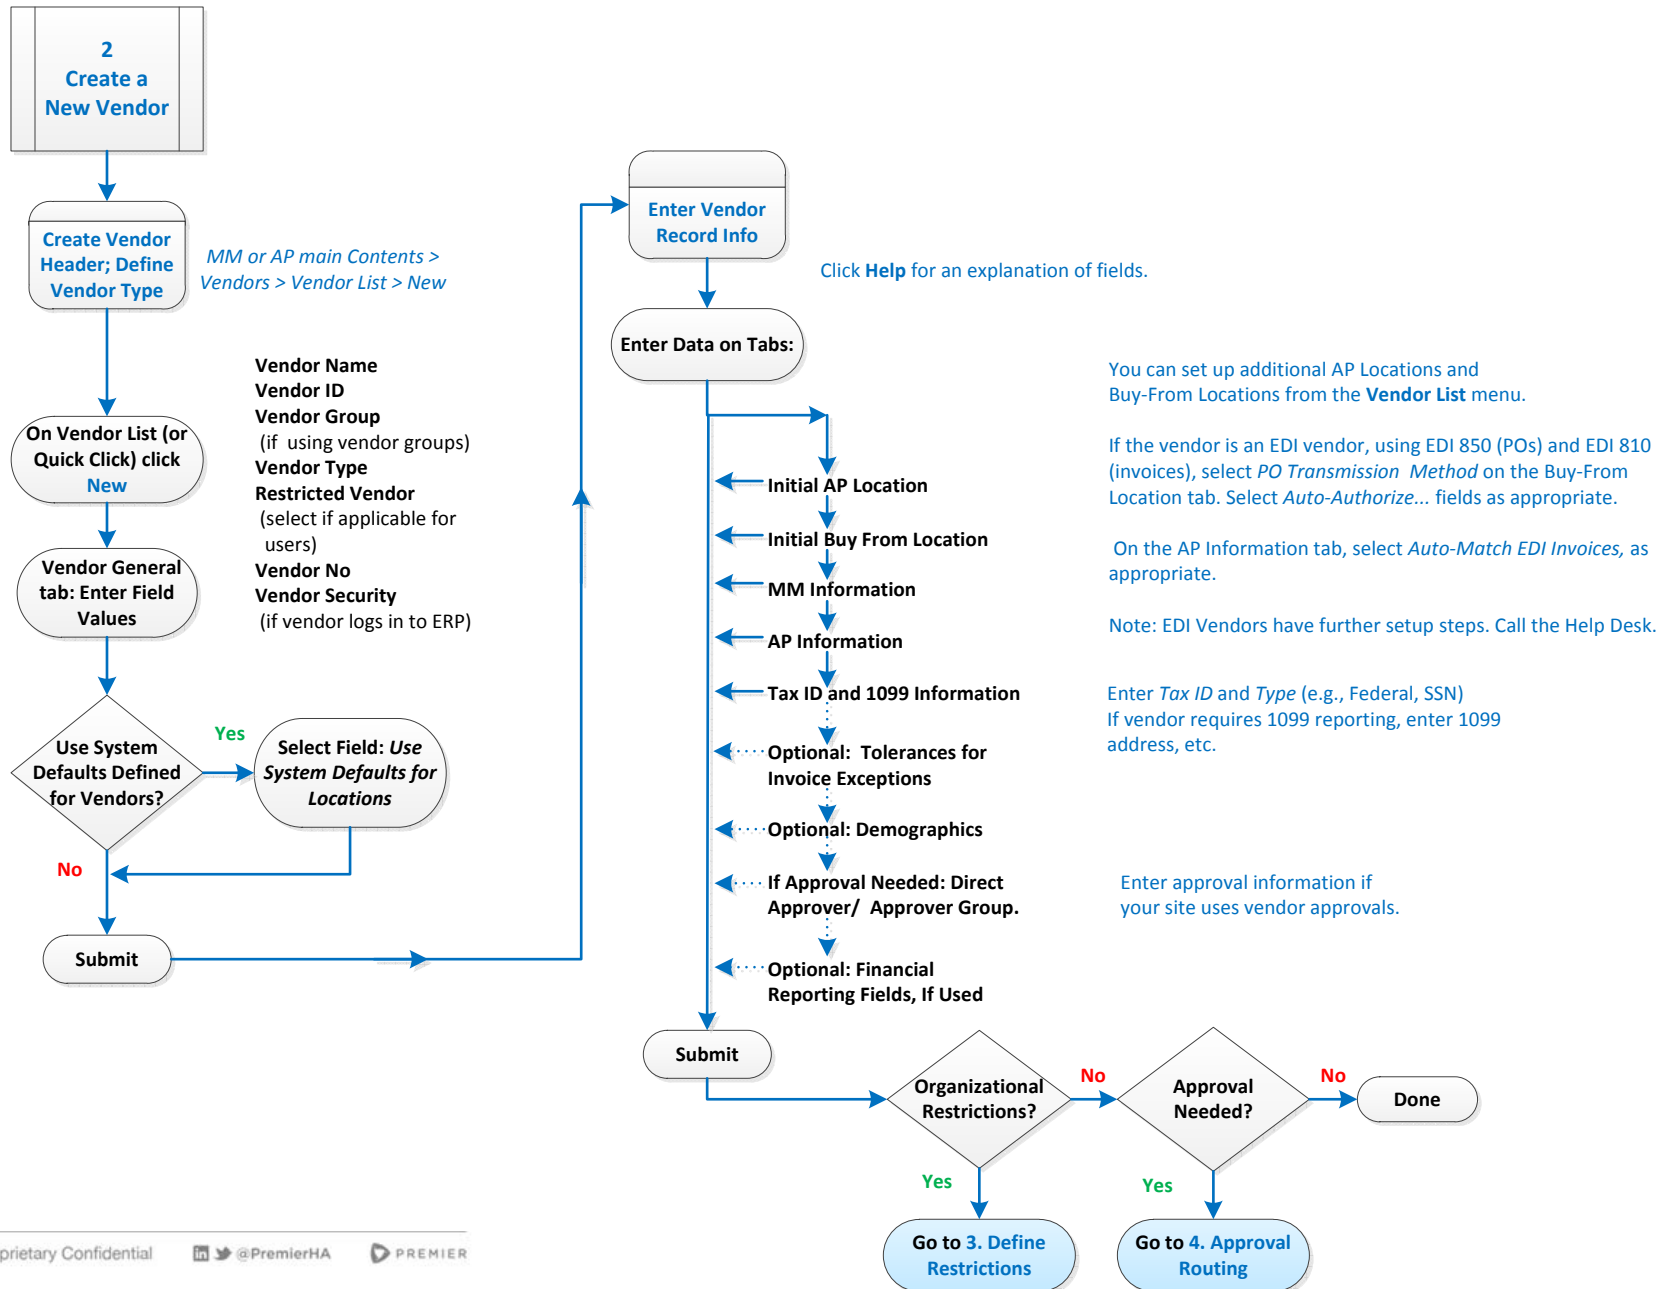 2
Create a
New Vendor
Create Vendor
Header; Define
Vendor Type
MM or AP main Contents >
Vendors > Vendor List > New
On Vendor List (or
Quick Click) click
New
Vendor General
tab: Enter Field
Values
Vendor Name
Vendor ID
Vendor Group
(if using vendor groups)
Vendor Type
Restricted Vendor
(select if applicable for
users)
Vendor No
Vendor Security
(if vendor logs in to ERP)
Use System
Defaults Defined
for Vendors?
Yes
Select Field: Use
System Defaults for
Locations
No
Submit
Enter Vendor
Record Info
Click Help for an explanation of fields.
Enter Data on Tabs:
Initial AP Location
Initial Buy From Location
MM Information
AP Information
Tax ID and 1099 Information
Optional: Tolerances for
Invoice Exceptions
Optional: Demographics
If Approval Needed: Direct
Approver/ Approver Group.
Optional: Financial
Reporting Fields, If Used
You can set up additional AP Locations and
Buy-From Locations from the Vendor List menu.
If the vendor is an EDI vendor, using EDI 850 (POs) and EDI 810
(invoices), select PO Transmission Method on the Buy-From
Location tab. Select Auto-Authorize... fields as appropriate.
On the AP Information tab, select Auto-Match EDI Invoices, as
appropriate.
Note: EDI Vendors have further setup steps. Call the Help Desk.
Enter Tax ID and Type (e.g., Federal, SSN)
If vendor requires 1099 reporting, enter 1099
address, etc.
Enter approval information if
your site uses vendor approvals.
Submit
Organizational
Restrictions?
No
Approval
Needed?
No
Done
Yes
Yes
Go to 3. Define
Restrictions
Go to 4. Approval
Routing
prietary Confidential
in @PremierHA
PREMIER